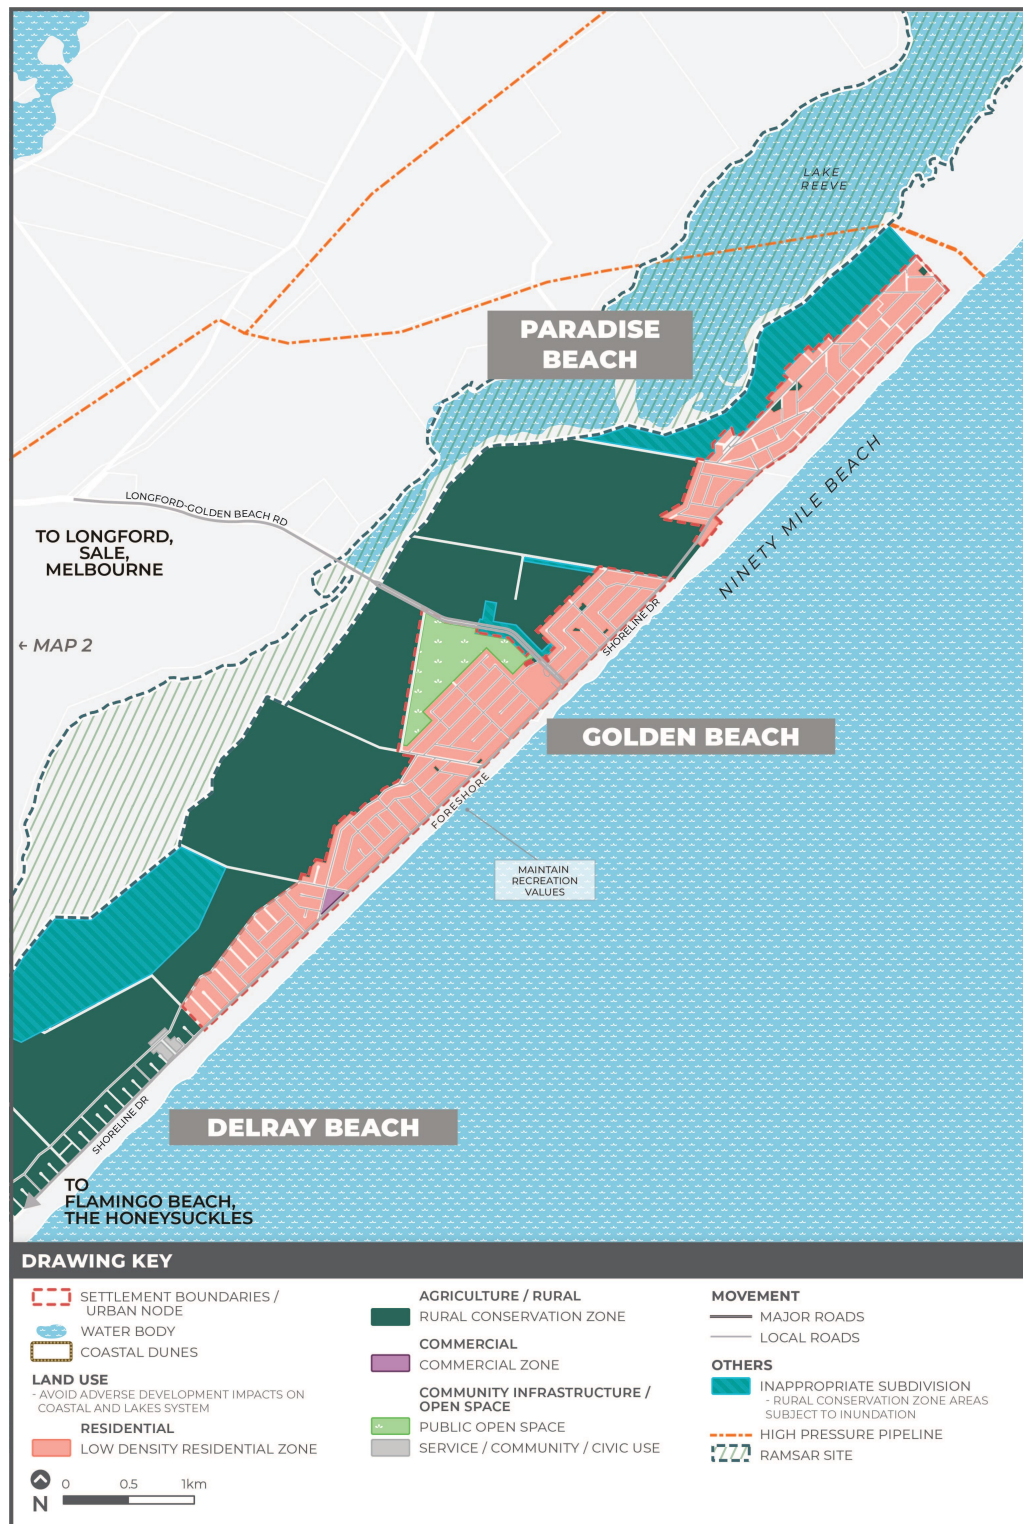 LAKE
REEVE
PARADISE
BEACH
NINETY MILE BEACH
LONGFORD-GOLDEN BEACH RD
TO LONGFORD,
SALE,
MELBOURNE
← MAP 2
SHORELINE DR
GOLDEN BEACH
FORESHORE
MAINTAIN
RECREATION
VALUES
DELRAY BEACH
SHORELINE DR
TO
FLAMINGO BEACH,
THE HONEYSUCKLES
DRAWING KEY
SETTLEMENT BOUNDARIES /
URBAN NODE
WATER BODY
COASTAL DUNES
LAND USE
- AVOID ADVERSE DEVELOPMENT IMPACTS ON
COASTAL AND LAKES SYSTEM
RESIDENTIAL
LOW DENSITY RESIDENTIAL ZONE
0 0.5 1km
N
AGRICULTURE / RURAL
RURAL CONSERVATION ZONE
COMMERCIAL
COMMERCIAL ZONE
COMMUNITY INFRASTRUCTURE /
OPEN SPACE
PUBLIC OPEN SPACE
SERVICE / COMMUNITY / CIVIC USE
MOVEMENT
MAJOR ROADS
LOCAL ROADS
OTHERS
INAPPROPRIATE SUBDIVISION
- RURAL CONSERVATION ZONE AREAS
SUBJECT TO INUNDATION
HIGH PRESSURE PIPELINE
RAMSAR SITE